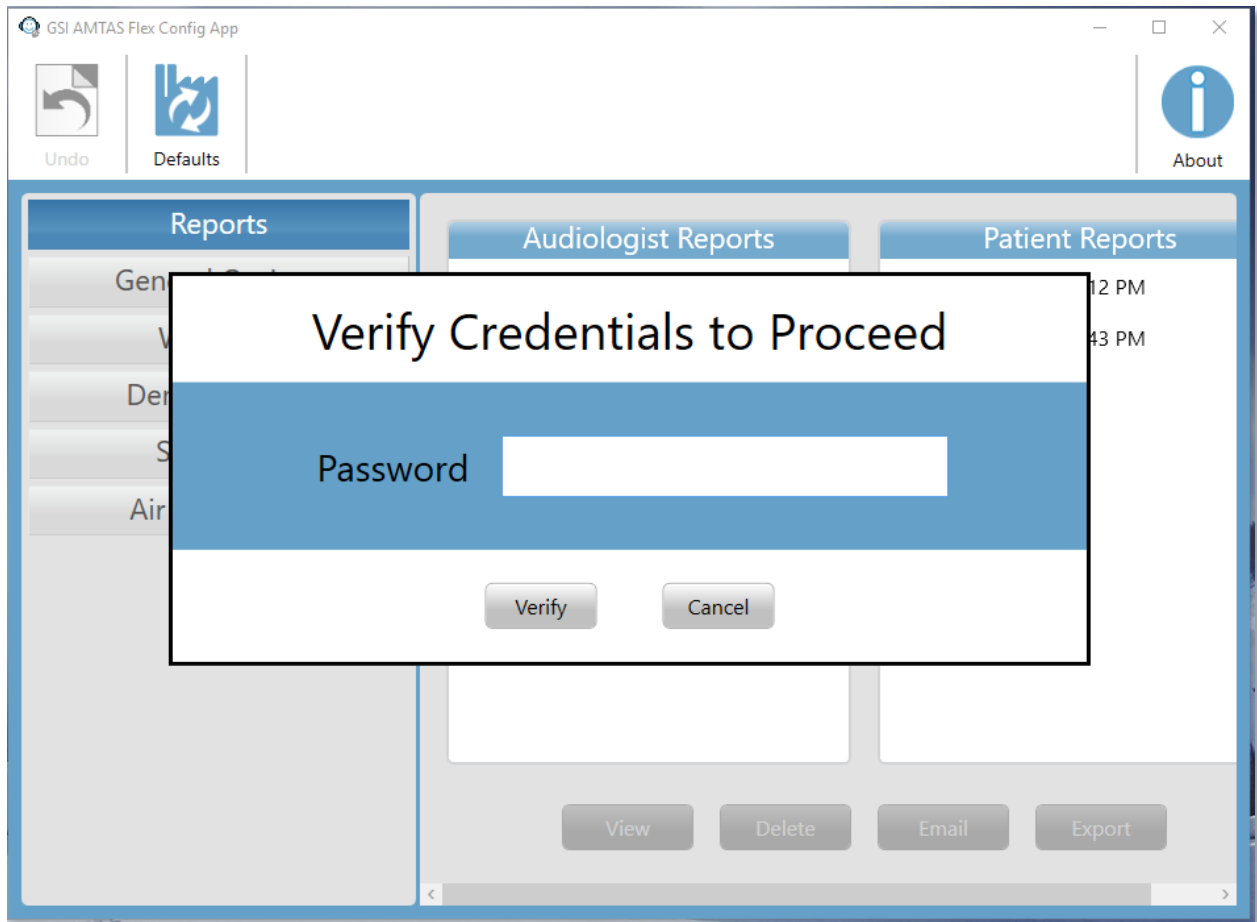 GSI AMTAS Flex Config App
Undo
Defaults
About
Reports
Audiologist Reports
Patient Reports
12 PM
43 PM
Air
Verify Credentials to Proceed
Password
Verify
Cancel
View
Delete
Email
Export